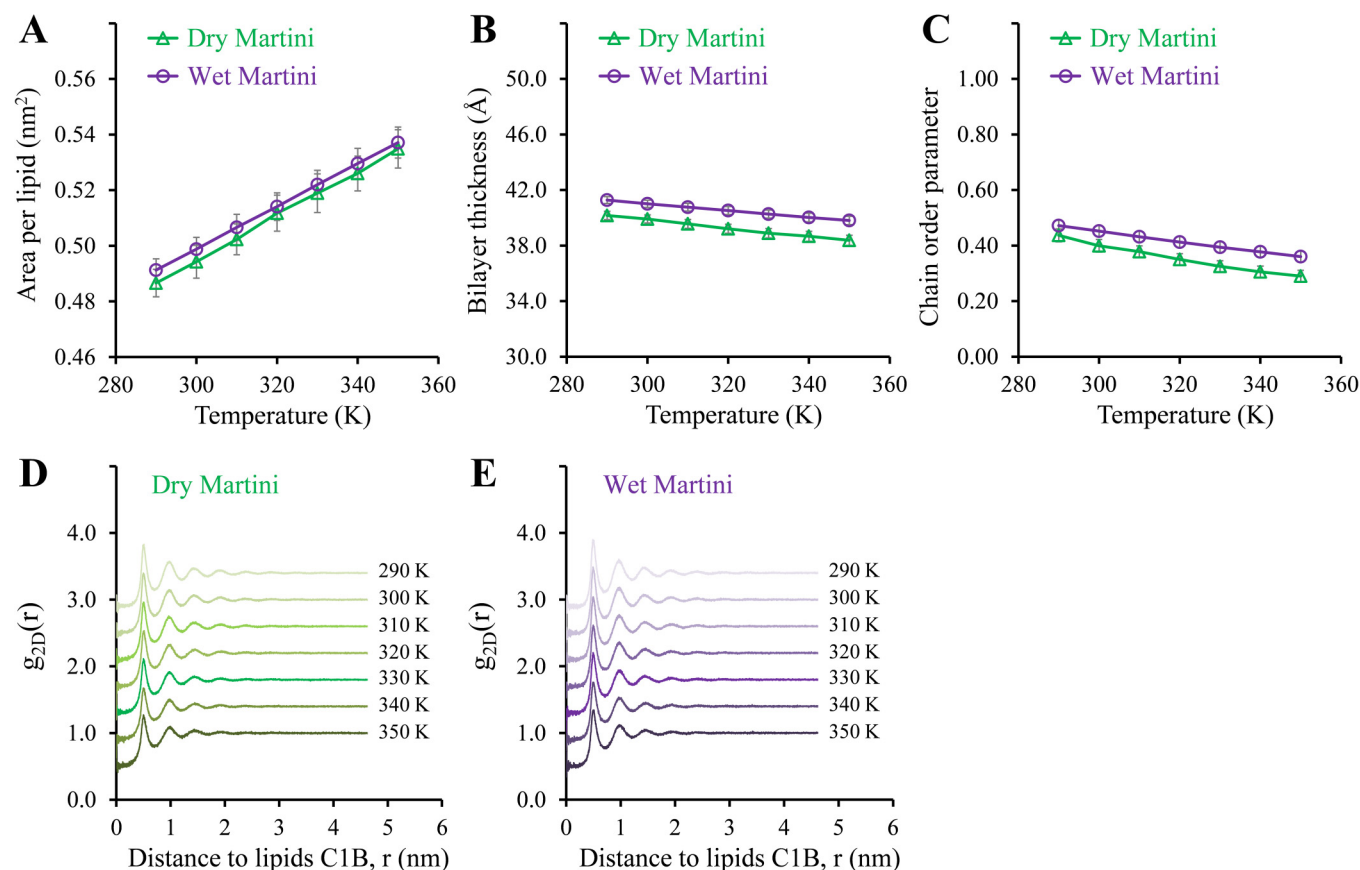 A
Dry Martini
Wet Martini
Area per lipid (nm²)
0.56
0.54
0.52
0.50
0.48
0.46
280 300 320 340 360
Temperature (K)
B
Dry Martini
Wet Martini
Bilayer thickness (Å)
50.0
46.0
42.0
38.0
34.0
30.0
280 300 320 340 360
Temperature (K)
C
Dry Martini
Wet Martini
Chain order parameter
1.00
0.80
0.60
0.40
0.20
0.00
280 300 320 340 360
Temperature (K)
D
Dry Martini
g2D(r)
4.0
3.0
2.0
1.0
0.0
290 K
300 K
310 K
320 K
330 K
340 K
350 K
0 1 2 3 4 5 6
Distance to lipids C1B, r (nm)
E
Wet Martini
g2D(r)
4.0
3.0
2.0
1.0
0.0
290 K
300 K
310 K
320 K
330 K
340 K
350 K
0 1 2 3 4 5 6
Distance to lipids C1B, r (nm)